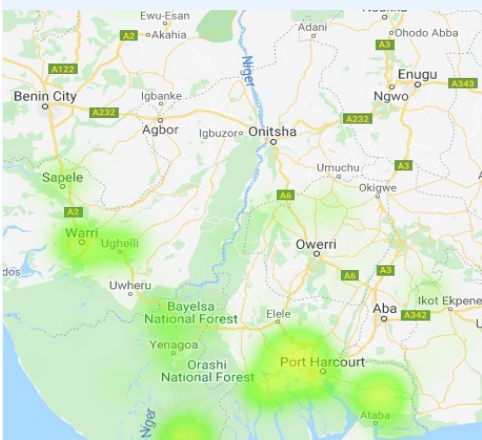 Ewu-Esan
A2
Akahia
Adani
Ohodo Abba
A3
A122
Niger
Enugu
A343
Benin City
Igbanke
Ngwo
A232
Agbor
Igbuzor
Onitsha
A232
A3
Sapele
Umuchu
Okigwe
A6
A2
Warri
Ughelli
Owerri
dos
Uwheru
A6
A3
Bayelsa
National Forest
Elele
Aba
Ikot Ekpene
A342
Yenagoa
Orashi
National Forest
Port Harcourt
Niger
Ataba